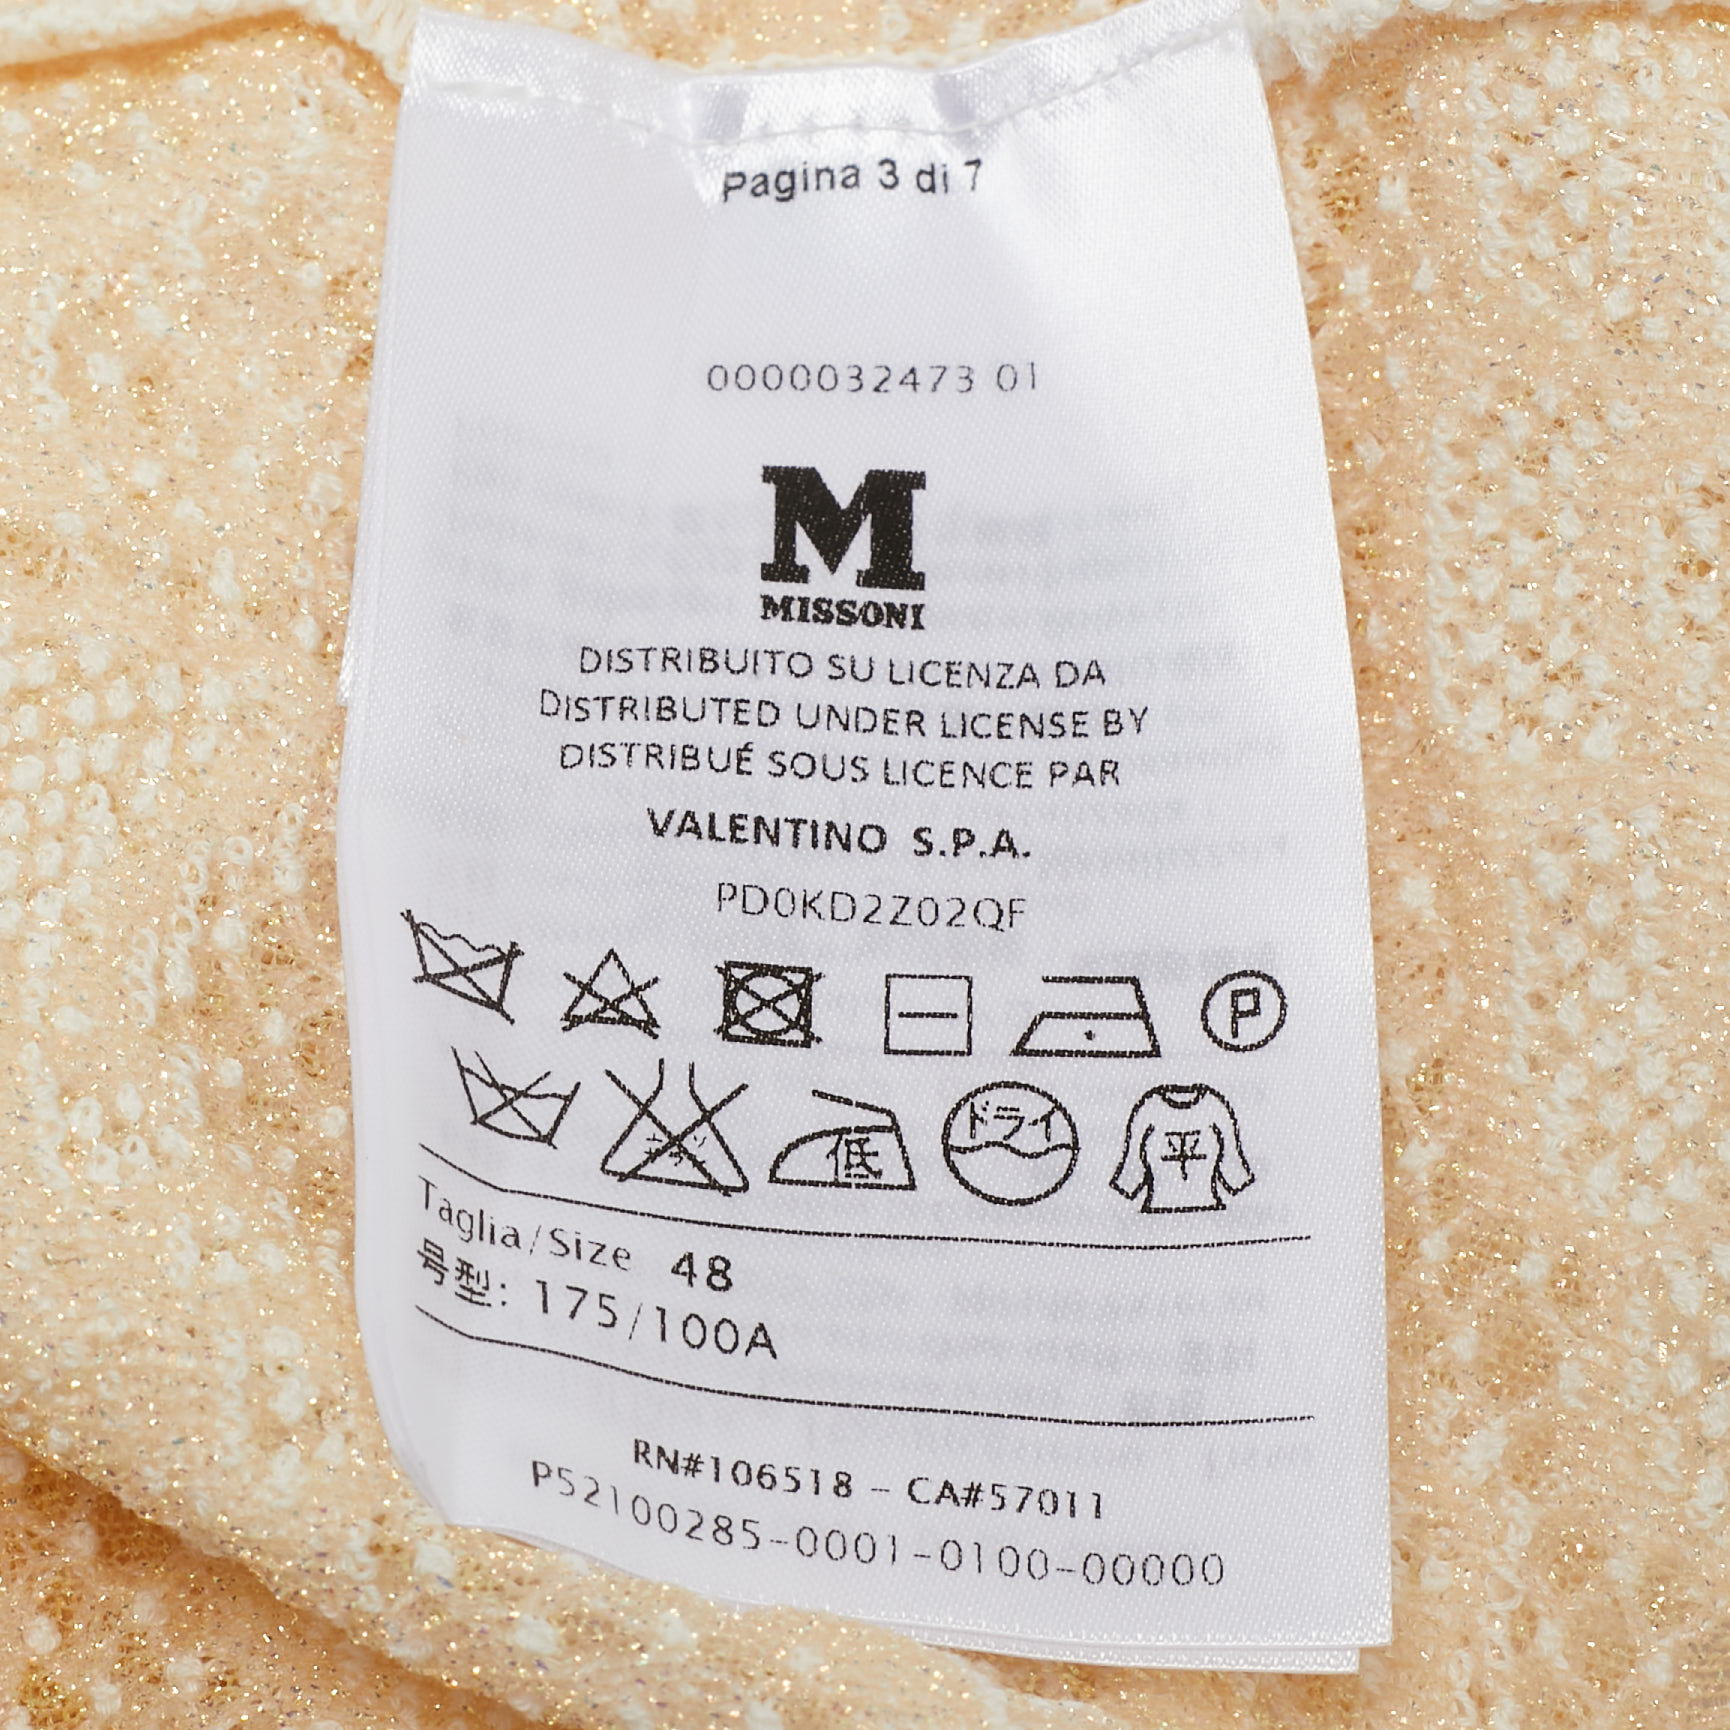 Pagina 3 di 7
0000032473 01
M
MISSONI
DISTRIBUITO SU LICENZA DA
DISTRIBUTED UNDER LICENSE BY
DISTRIBUÉ SOUS LICENCE PAR
VALENTINO S.P.A.
PD0KD2Z02QF
P
低 ドライ 平
Taglia/Size 48
号型: 175/100A
RN#106518 - CA#57011
P52100285-0001-0100-00000